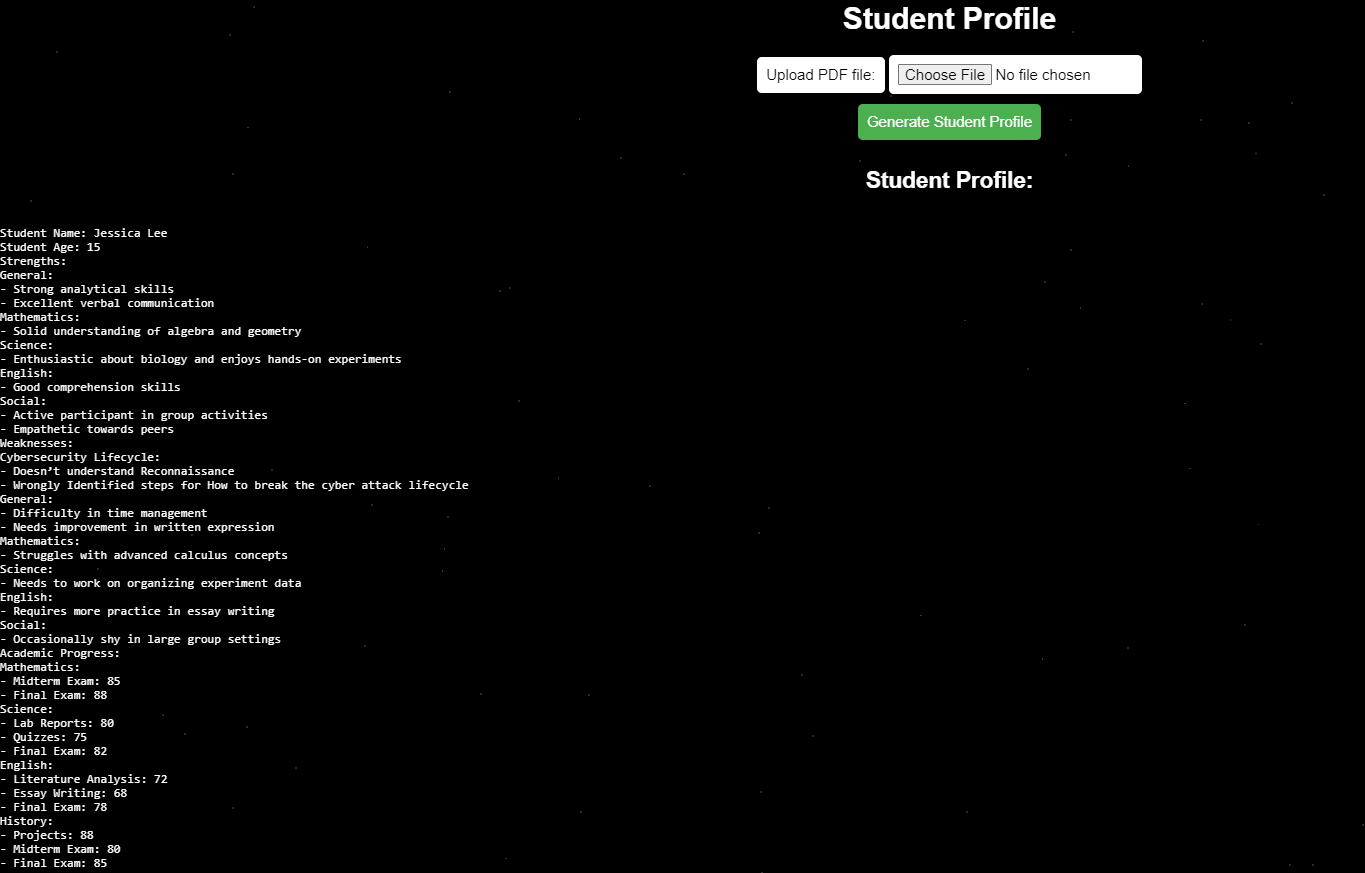 Student Profile
Upload PDF file: Choose File No file chosen
Generate Student Profile
Student Profile:
Student Name: Jessica Lee
Student Age: 15
Strengths:
General:
- Strong analytical skills
- Excellent verbal communication
Mathematics:
- Solid understanding of algebra and geometry
Science:
- Enthusiastic about biology and enjoys hands-on experiments
English:
- Good comprehension skills
Social:
- Active participant in group activities
- Empathetic towards peers
Weaknesses:
Cybersecurity Lifecycle:
- Doesn’t understand Reconnaissance
- Wrongly Identified steps for How to break the cyber attack lifecycle
General:
- Difficulty in time management
- Needs improvement in written expression
Mathematics:
- Struggles with advanced calculus concepts
Science:
- Needs to work on organizing experiment data
English:
- Requires more practice in essay writing
Social:
- Occasionally shy in large group settings
Academic Progress:
Mathematics:
- Midterm Exam: 85
- Final Exam: 88
Science:
- Lab Reports: 80
- Quizzes: 75
- Final Exam: 82
English:
- Literature Analysis: 72
- Essay Writing: 68
- Final Exam: 78
History:
- Projects: 88
- Midterm Exam: 80
- Final Exam: 85